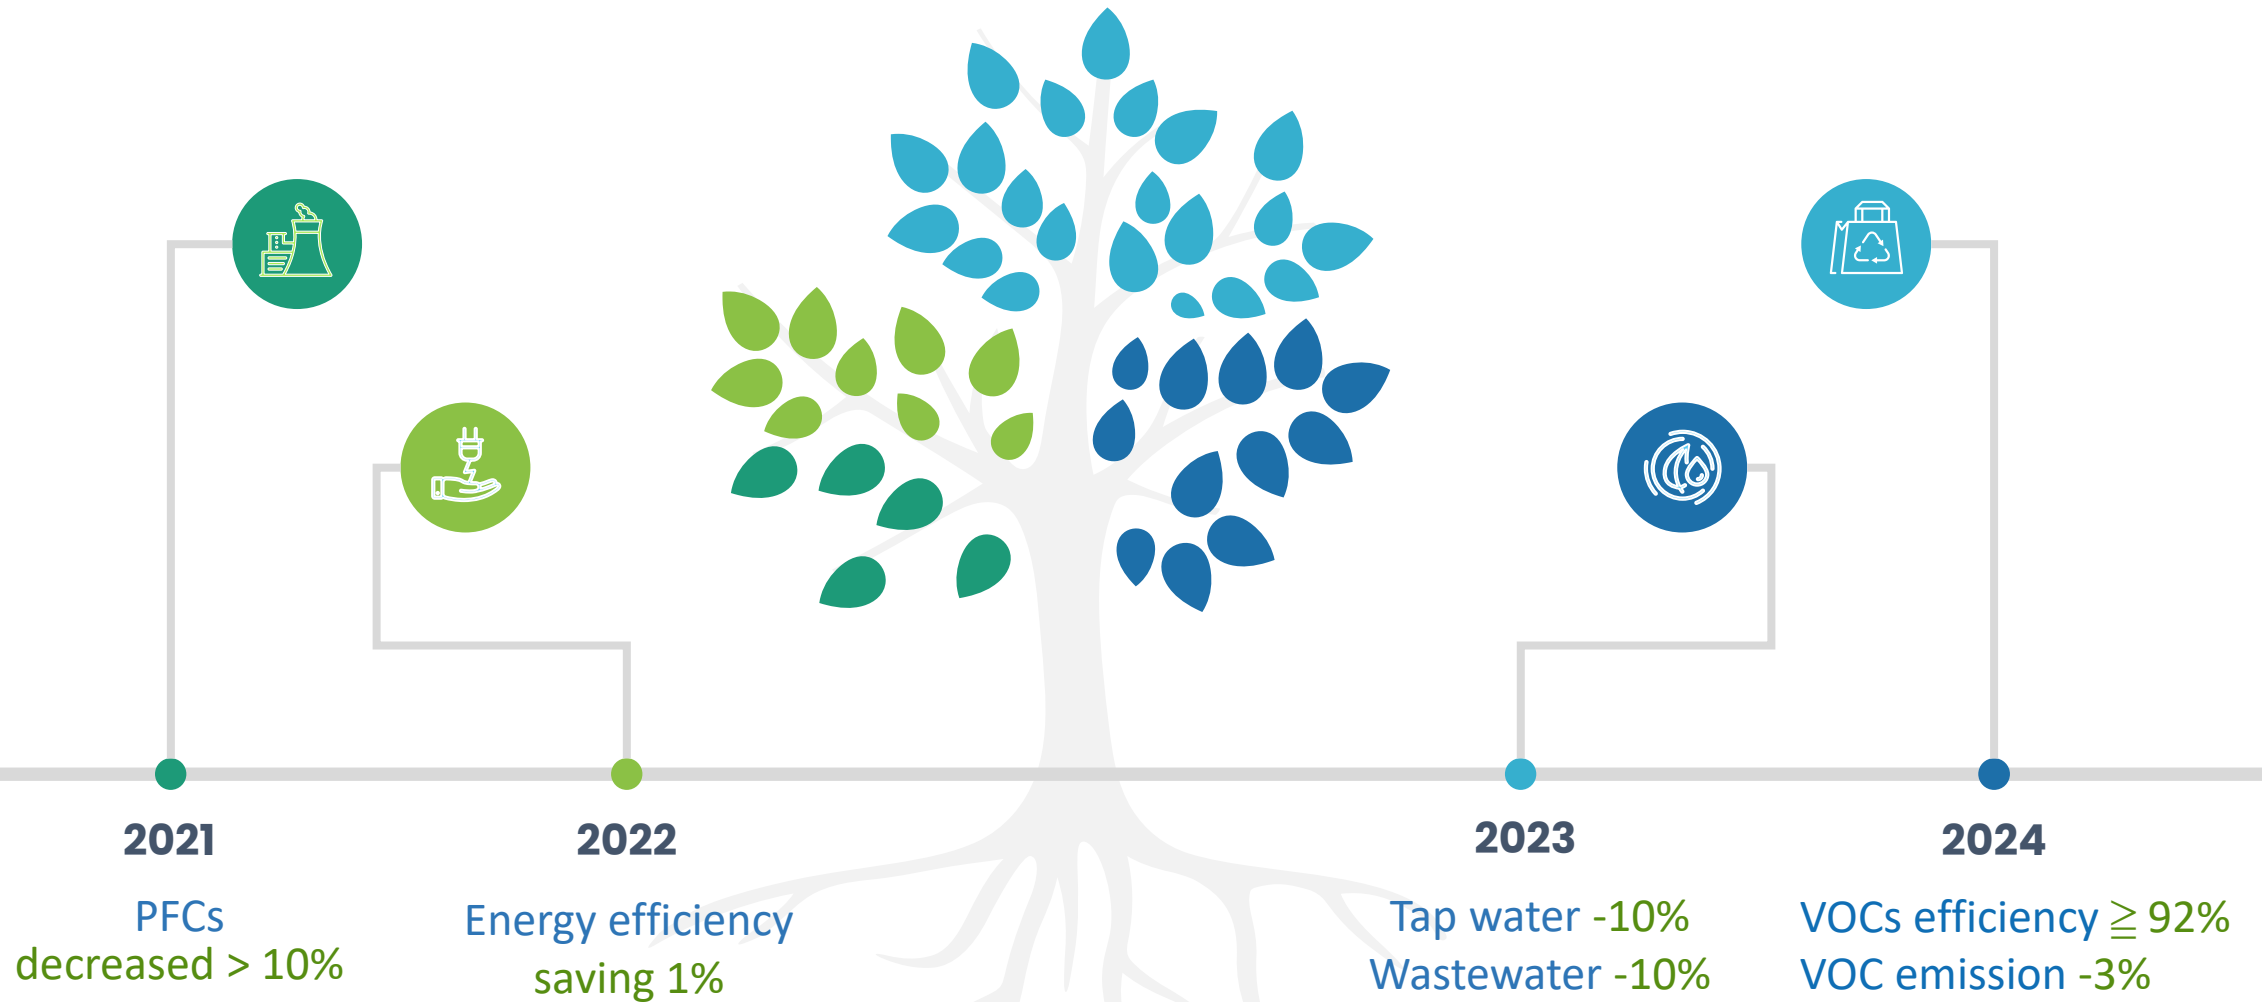 2021
PFCs
decreased > 10%
2022
Energy efficiency
saving 1%
2023
Tap water -10%
Wastewater -10%
2024
VOCs efficiency ≧ 92%
VOC emission -3%